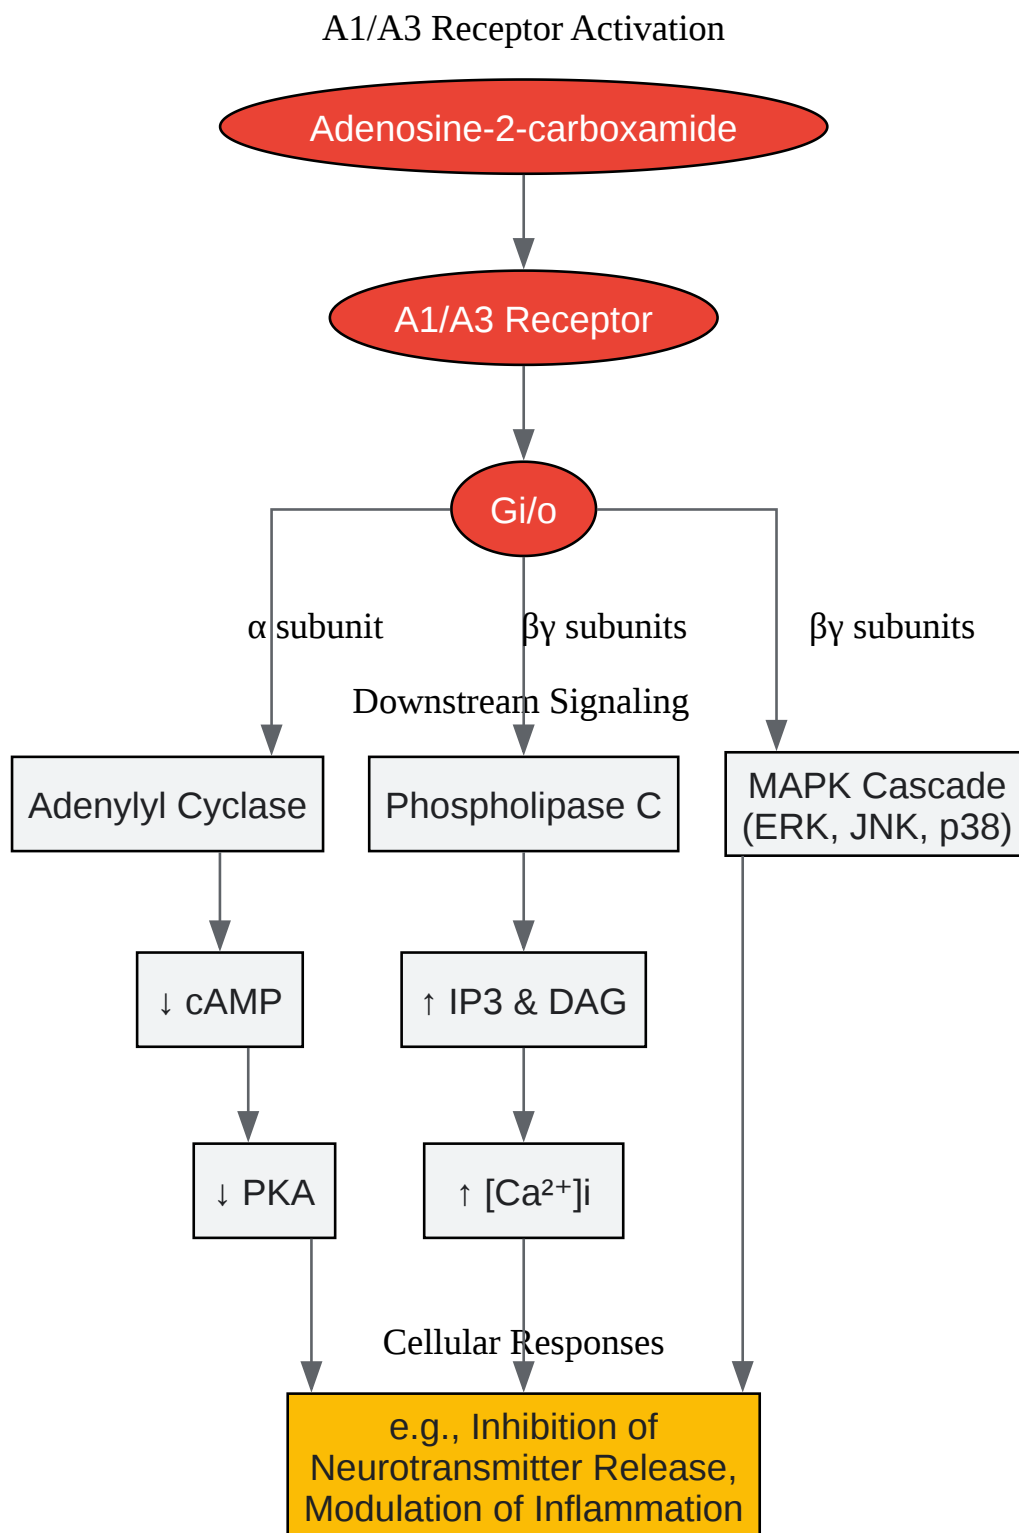 A1/A3 Receptor Activation
Adenosine-2-carboxamide
A1/A3 Receptor
Gi/o
α subunit
βγ subunits
βγ subunits
Downstream Signaling
Adenylyl Cyclase
Phospholipase C
MAPK Cascade
(ERK, JNK, p38)
↓ cAMP
↑ IP3 & DAG
↓ PKA
↑ [Ca²⁺]i
Cellular Responses
e.g., Inhibition of
Neurotransmitter Release,
Modulation of Inflammation